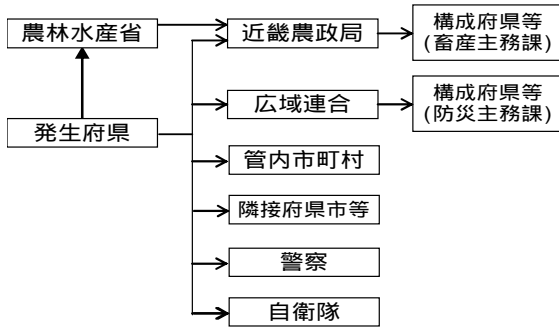 農林水産省
近畿農政局
構成府県等
(畜産主務課)
発生府県
広域連合
構成府県等
(防災主務課)
管内市町村
隣接府県市等
警察
自衛隊